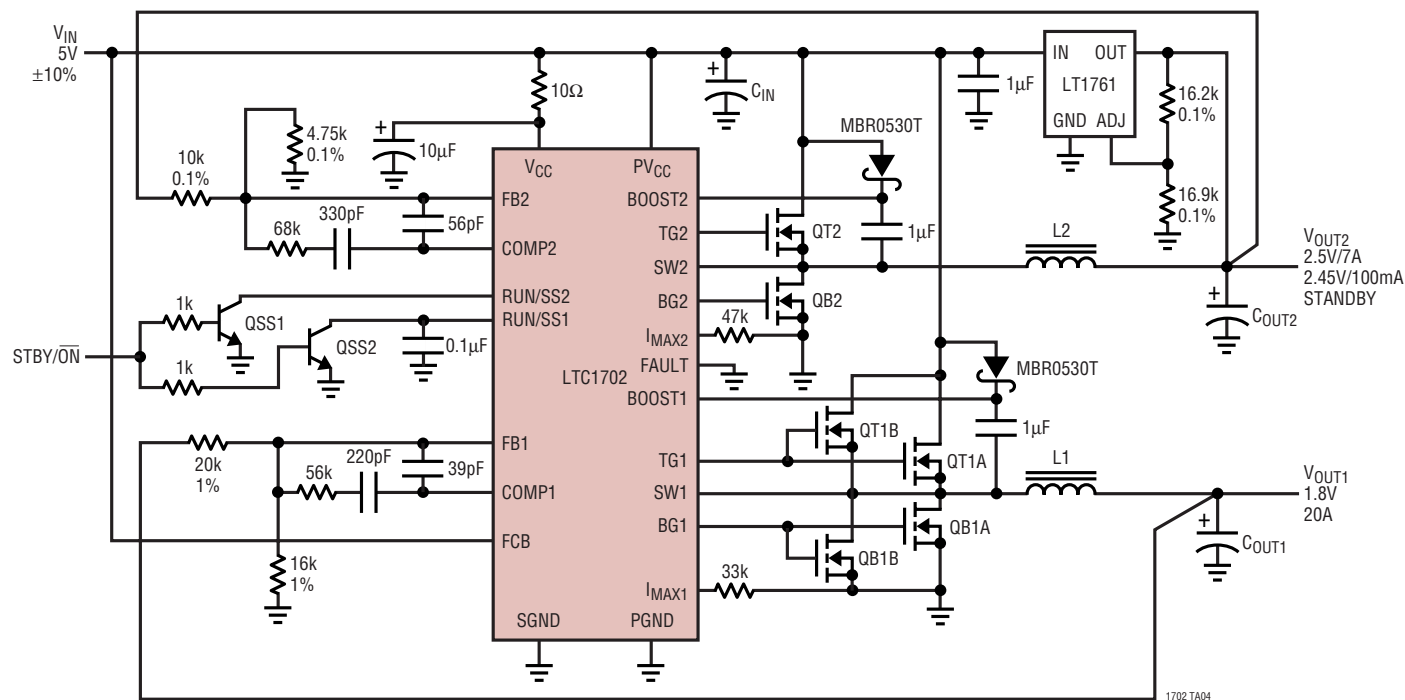 VIN
5V
±10%
10Ω
+
CIN
1µF
IN OUT
LT1761
GND ADJ
16.2k
0.1%
16.9k
0.1%
4.75k
0.1%
+
10µF
MBR0530T
10k
0.1%
330pF
68k
56pF
VCC
PVCC
FB2
COMP2
RUN/SS2
RUN/SS1
LTC1702
FB1
COMP1
FCB
SGND
PGND
BOOST2
TG2
SW2
BG2
IMAX2
FAULT
BOOST1
TG1
SW1
BG1
IMAX1
QT2
1µF
L2
VOUT2
2.5V/7A
2.45V/100mA
STANDBY
+
COUT2
QB2
47k
1k
QSS1
QSS2
0.1µF
STBY/O̅N̅
1k
MBR0530T
QT1B
1µF
QT1A
L1
VOUT1
1.8V
20A
+
COUT1
QB1A
QB1B
33k
20k
1%
220pF
56k
39pF
16k
1%
1702 TA04